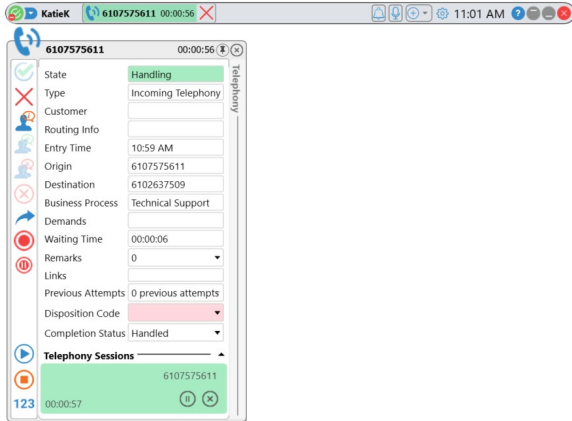 KatieK 6107575611 00:00:56 11:01 AM ?
6107575611 00:00:56
Telephony
State Handling
Type Incoming Telephony
Customer
Routing Info
Entry Time 10:59 AM
Origin 6107575611
Destination 6102637509
Business Process Technical Support
Demands
Waiting Time 00:00:06
Remarks 0
Links
Previous Attempts 0 previous attempts
Disposition Code
Completion Status Handled
Telephony Sessions
6107575611
00:00:57
123